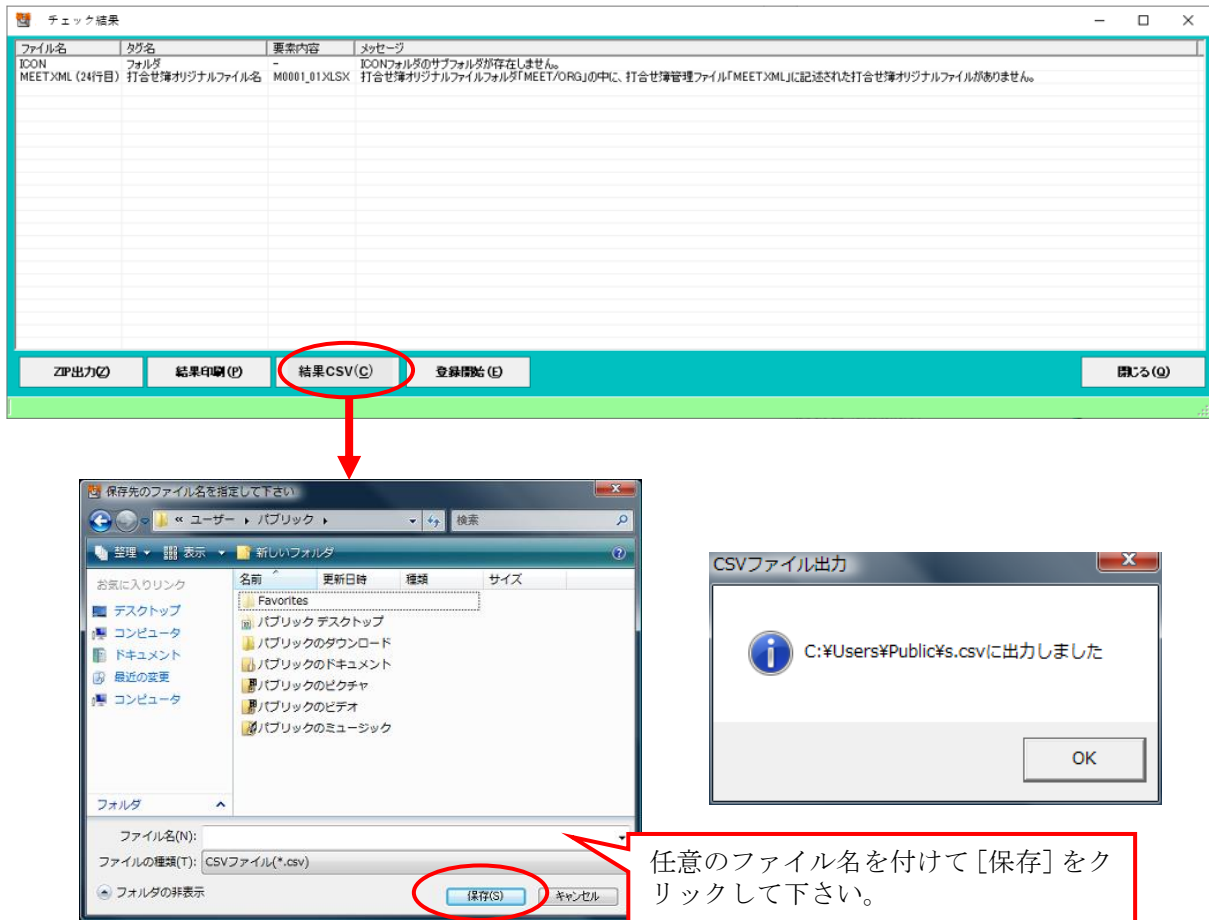 チェック結果
ファイル名 タグ名 要素内容 メッセージ
ICON フォルダ - ICONフォルダのサブフォルダが存在しません。
MEET.XML (24行目) 打合せ簿オリジナルファイル名 M0001_01.XLSX 打合せ簿オリジナルファイルフォルダ「MEET/ORG」の中に、打合せ簿管理ファイル「MEET.XML」に記述された打合せ簿オリジナルファイルがありません。
ZIP出力(Z) 結果印刷(P) 結果CSV(C) 登録開始(E) 閉じる(Q)
保存先のファイル名を指定して下さい
« ユーザー ▸ パブリック ▸ 検索
整理 表示 新しいフォルダ
お気に入りリンク
デスクトップ
コンピュータ
ドキュメント
最近の変更
コンピュータ
フォルダ
名前 更新日時 種類 サイズ
Favorites
パブリック デスクトップ
パブリックのダウンロード
パブリックのドキュメント
パブリックのピクチャ
パブリックのビデオ
パブリックのミュージック
ファイル名(N):
ファイルの種類(T): CSVファイル(*.csv)
フォルダの非表示 保存(S) キャンセル
CSVファイル出力
C:¥Users¥Public¥s.csvに出力しました
OK
任意のファイル名を付けて[保存]をク
リックして下さい。